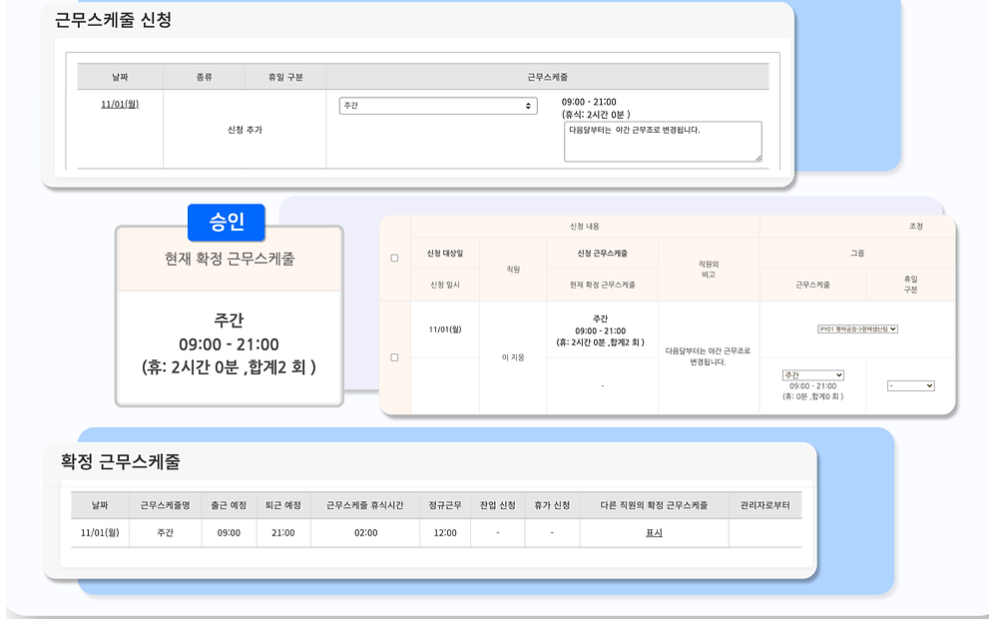 근무스케줄 신청
날짜 종류 휴일 구분 근무스케줄
11/01(월) 신청 추가 주간 09:00 - 21:00
(휴식: 2시간 0분 )
다음달부터는 야간 근무조로 변경됩니다.
승인
현재 확정 근무스케줄
주간
09:00 - 21:00
(휴: 2시간 0분 ,합계2 회 )
신청 내용 조정
신청 대상일 직원 신청 근무스케줄 직원의 비고 그룹
신청 일시 현재 확정 근무스케줄 근무스케줄 휴일 구분
11/01(월) 이 지웅 주간
09:00 - 21:00
(휴: 2시간 0분 ,합계2 회 )
-
다음달부터는 야간 근무조로
변경됩니다.
PY01 평택공장->평택생산팀
주간
09:00 - 21:00
(휴: 0분 ,합계0 회 )
-
확정 근무스케줄
날짜 근무스케줄명 출근 예정 퇴근 예정 근무스케줄 휴식시간 정규근무 잔업 신청 휴가 신청 다른 직원의 확정 근무스케줄 관리자로부터
11/01(월) 주간 09:00 21:00 02:00 12:00 - - 표시